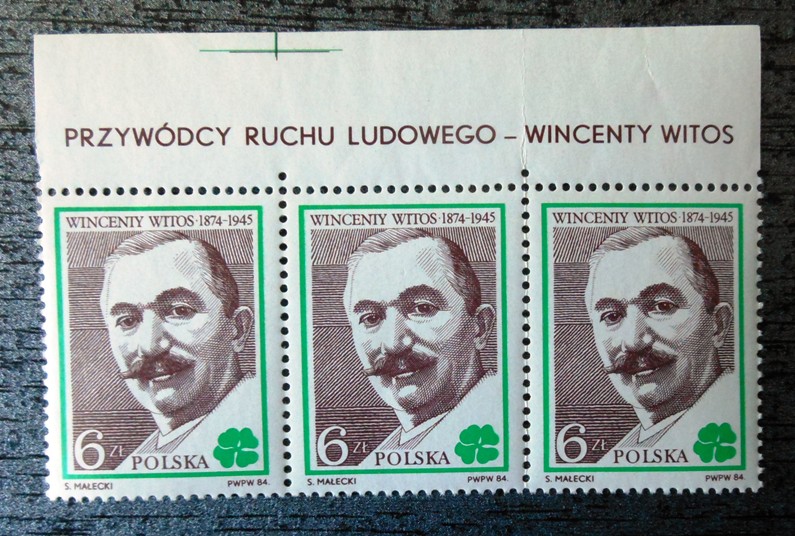 PRZYWÓDCY RUCHU LUDOWEGO – WINCENTY WITOS
WINCENTY WITOS·1874-1945
6 ZŁ POLSKA
S. MAŁECKI PWPW 84.
WINCENTY WITOS·1874-1945
6 ZŁ POLSKA
S. MAŁECKI PWPW 84.
WINCENTY WITOS·1874-1945
6 ZŁ POLSKA
S. MAŁECKI PWPW 84.